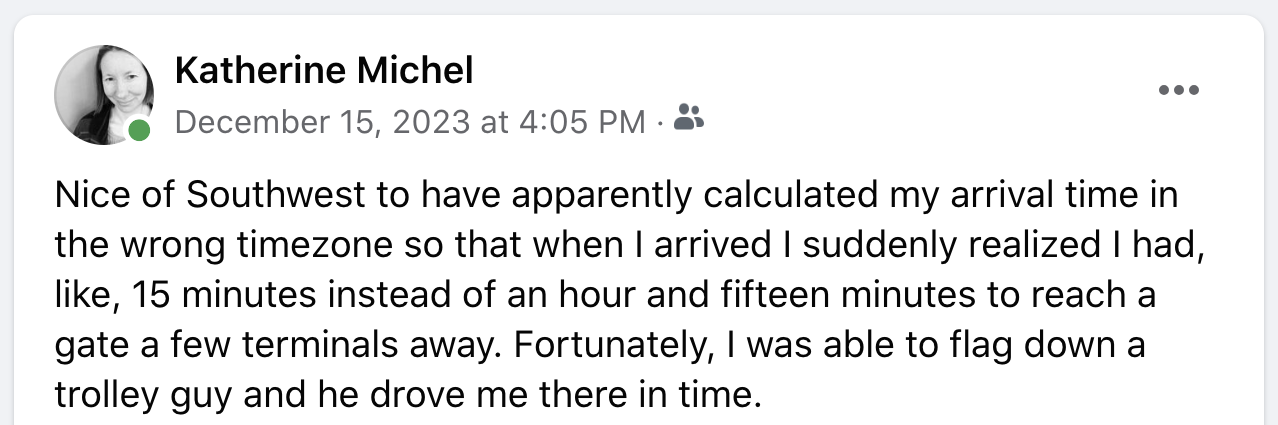 Katherine Michel
December 15, 2023 at 4:05 PM ·
Nice of Southwest to have apparently calculated my arrival time in
the wrong timezone so that when I arrived I suddenly realized I had,
like, 15 minutes instead of an hour and fifteen minutes to reach a
gate a few terminals away. Fortunately, I was able to flag down a
trolley guy and he drove me there in time.